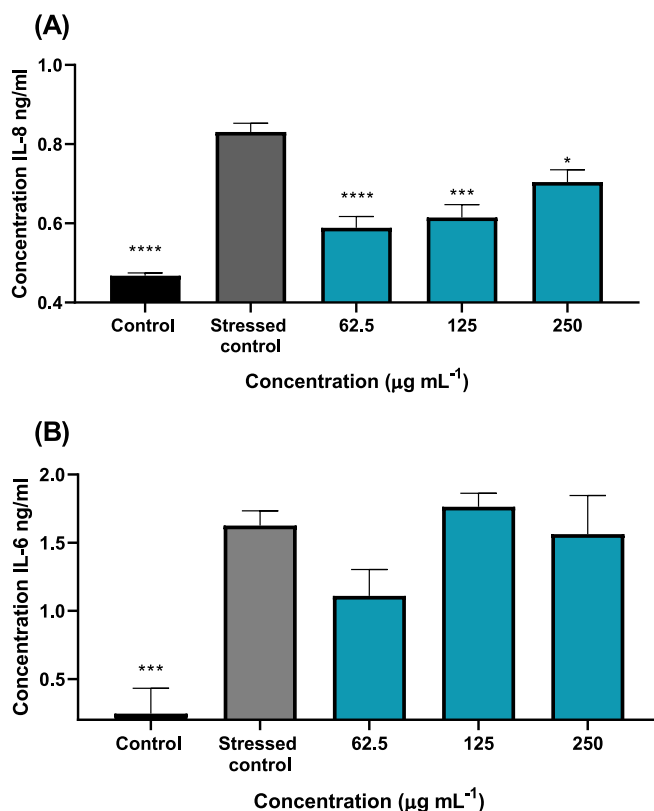 (A)
Concentration IL-8 ng/ml
1.0
0.8
0.6
0.4
****
****
***
*
Control
Stressed
control
62.5
125
250
Concentration (μg mL⁻¹)
(B)
Concentration IL-6 ng/ml
2.0
1.5
1.0
0.5
***
Control
Stressed
control
62.5
125
250
Concentration (μg mL⁻¹)